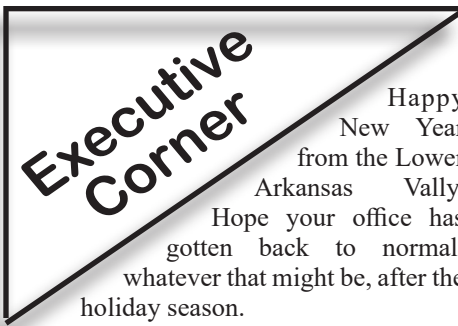 Executive
Corner
Happy
New Year
from the Lower
Arkansas Vally
Hope your office has
gotten back to normal
whatever that might be, after the
holiday season.